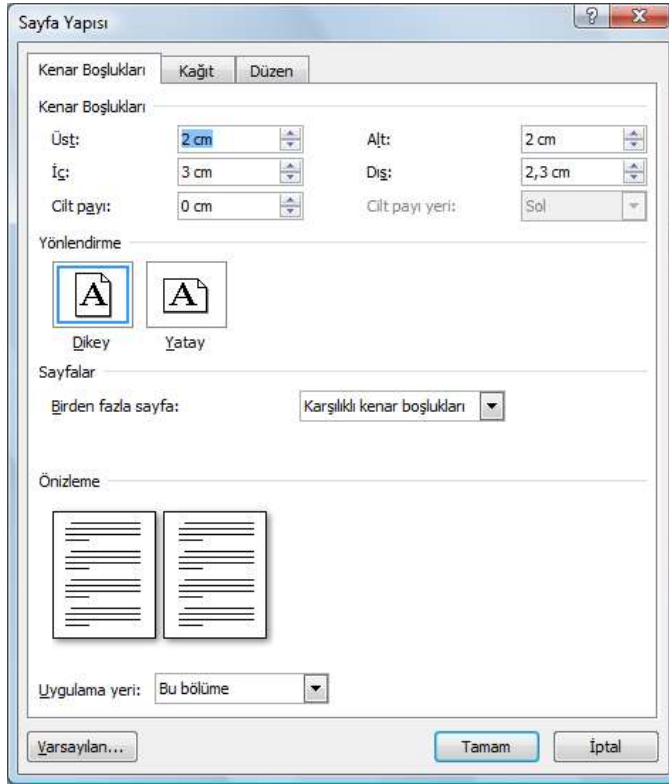 Sayfa Yapısı
Kenar Boşlukları Kağıt Düzen
Kenar Boşlukları
Üst: 2 cm Alt: 2 cm
İç: 3 cm Dış: 2,3 cm
Cilt payı: 0 cm Cilt payı yeri: Sol
Yönlendirme
A A
Dikey Yatay
Sayfalar
Birden fazla sayfa: Karşılıklı kenar boşlukları
Önizleme
Uygulama yeri: Bu bölüme
Varsayılan... Tamam İptal